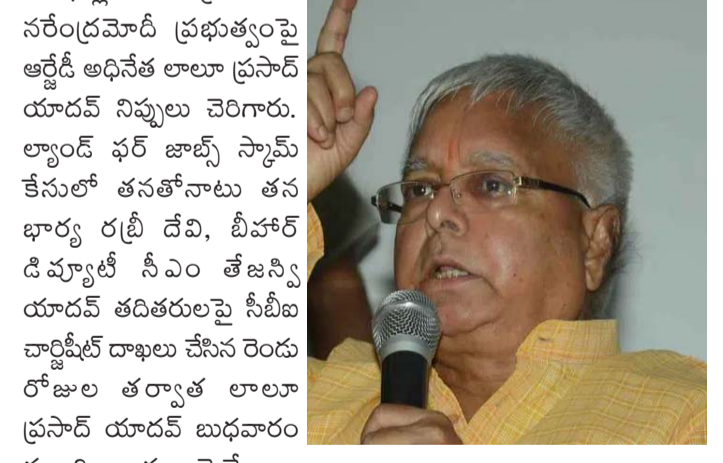 నరేంద్రమోదీ ప్రభుత్వంపై
ఆర్జేడీ అధినేత లాలూ ప్రసాద్
యాదవ్ నిప్పులు చెరిగారు.
ల్యాండ్ ఫర్ జాబ్స్ స్కామ్
కేసులో తనతోనాటు తన
భార్య రబ్రీ దేవి, బీహార్
డివ్యూటీ సీఎం తేజస్వి
యాదవ్ తదితరులపై సీబీఐ
చార్జిషీట్ దాఖలు చేసిన రెండు
రోజుల తర్వాత లాలూ
ప్రసాద్ యాదవ్ బుధవారం